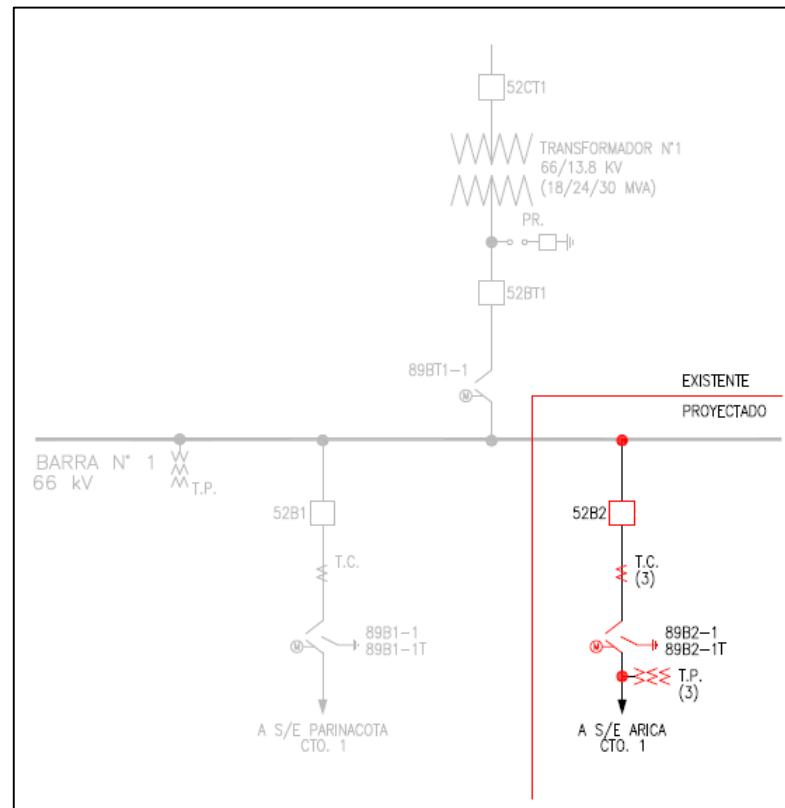 52CT1
TRANSFORMADOR N°1
66/13.8 KV
(18/24/30 MVA)
PR.
52BT1
89BT1-1
M
EXISTENTE
PROYECTADO
BARRA N° 1
66 kV
T.P.
52B1
52B2
T.C.
T.C.
(3)
89B1-1
89B1-1T
M
89B2-1
89B2-1T
M
T.P.
(3)
A S/E PARINACOTA
CTO. 1
A S/E ARICA
CTO. 1